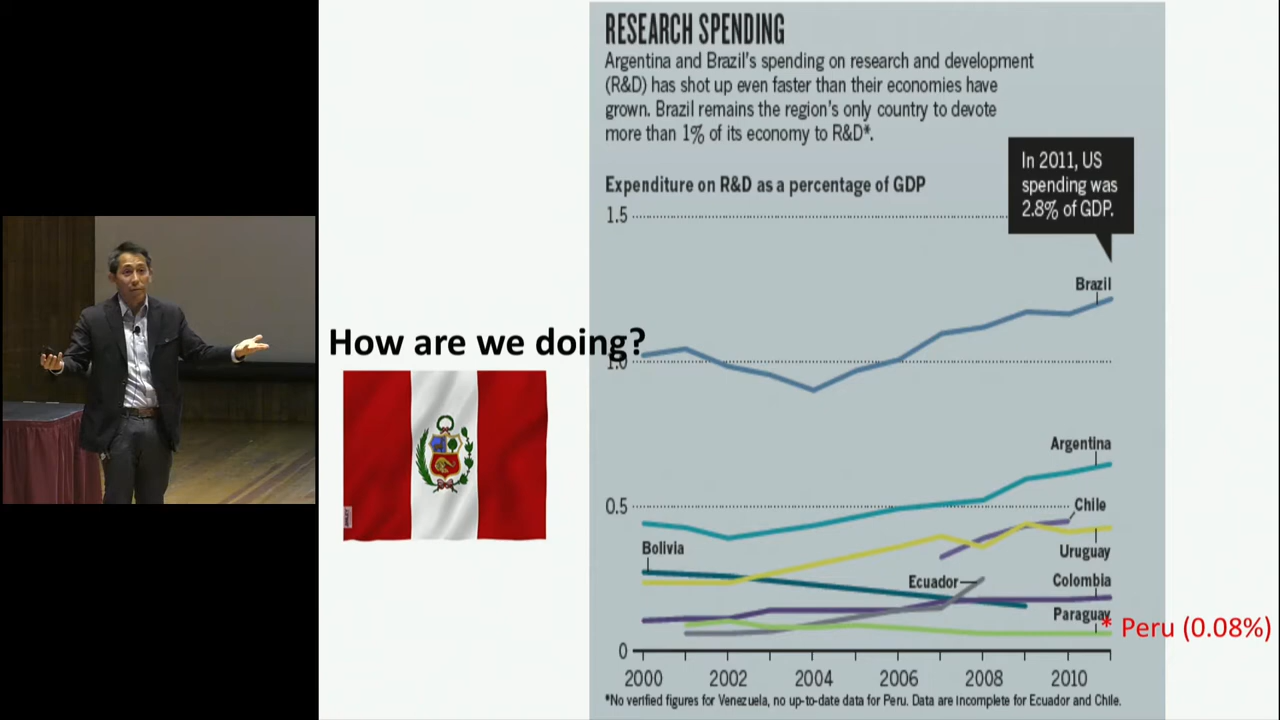 How are we doing?
RESEARCH SPENDING
Argentina and Brazil's spending on research and development
(R&D) has shot up even faster than their economies have
grown. Brazil remains the region's only country to devote
more than 1% of its economy to R&D*.
In 2011, US
spending was
2.8% of GDP.
Expenditure on R&D as a percentage of GDP
1.5
Brazil
1.0
Argentina
0.5
Chile
Bolivia
Uruguay
Ecuador
Colombia
Paraguay
* Peru (0.08%)
0
2000 2002 2004 2006 2008 2010
*No verified figures for Venezuela, no up-to-date data for Peru. Data are incomplete for Ecuador and Chile.